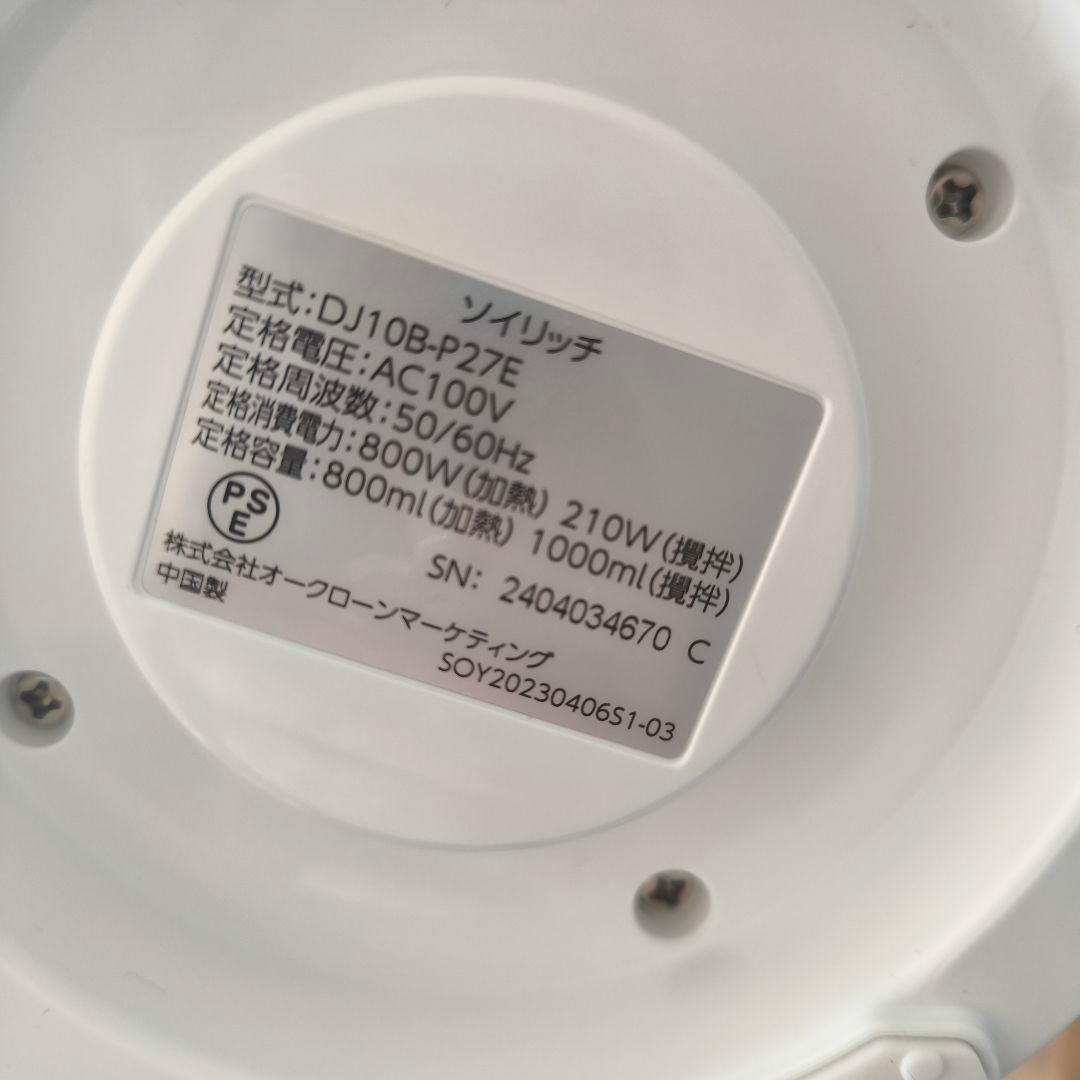 ソイリッチ
型式:DJ10B-P27E
定格電圧:AC100V
定格周波数:50/60Hz
定格消費電力:800W(加熱) 210W(攪拌)
定格容量:800ml(加熱) 1000ml(攪拌)
PSE
SN: 2404034670 C
株式会社オークローンマーケティング
中国製
SOY20230406S1-03